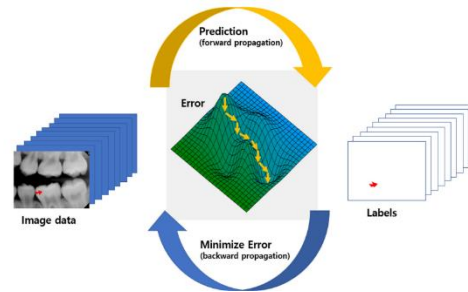 Prediction
(forward propagation)
Error
Image data
Labels
Minimize Error
(backward propagation)